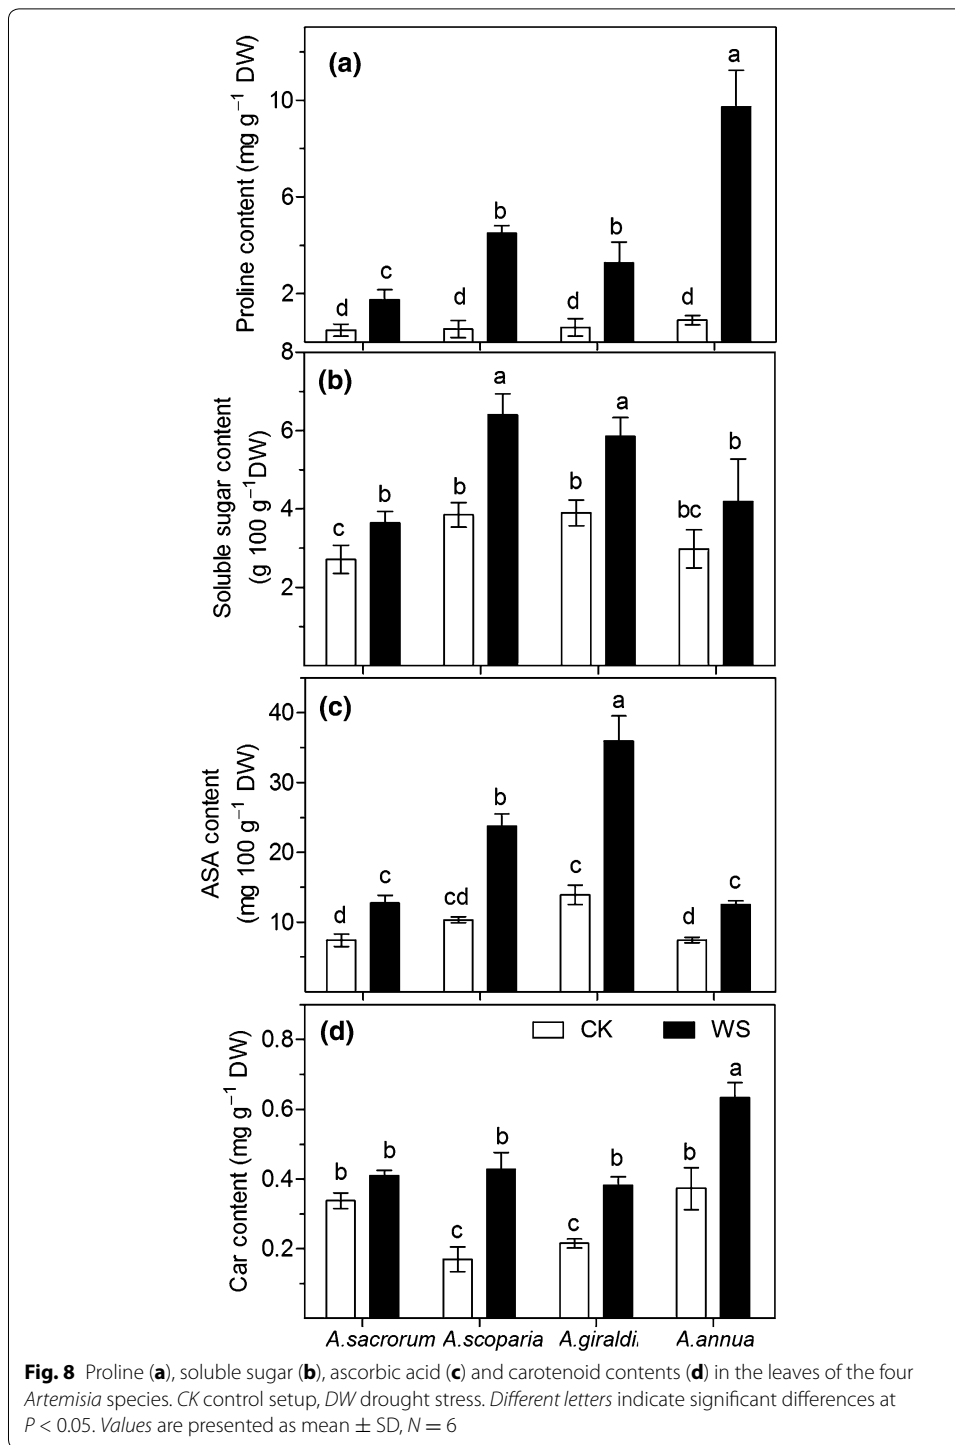 (a)
Proline content (mg g⁻¹ DW)
10
6
2
d c d b d b d a
(b)
Soluble sugar content
(g 100 g⁻¹DW)
8
6
4
2
c b b a b a bc b
(c)
ASA content
(mg 100 g⁻¹ DW)
40
30
20
10
d c cd b c a d c
(d)
CK WS
Car content (mg g⁻¹ DW)
0.8
0.6
0.4
0.2
b b c b c b b a
A.sacrorum A.scoparia A.giraldi A.annua
Fig. 8 Proline (a), soluble sugar (b), ascorbic acid (c) and carotenoid contents (d) in the leaves of the four
Artemisia species. CK control setup, DW drought stress. Different letters indicate significant differences at
P < 0.05. Values are presented as mean ± SD, N = 6